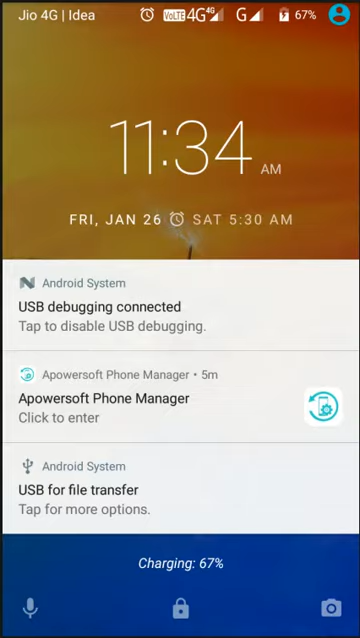 Jio 4G | Idea VoLTE 4G 4G G 67%
11:34 AM
FRI, JAN 26 SAT 5:30 AM
Android System
USB debugging connected
Tap to disable USB debugging.
Apowersoft Phone Manager • 5m
Apowersoft Phone Manager
Click to enter
Android System
USB for file transfer
Tap for more options.
Charging: 67%